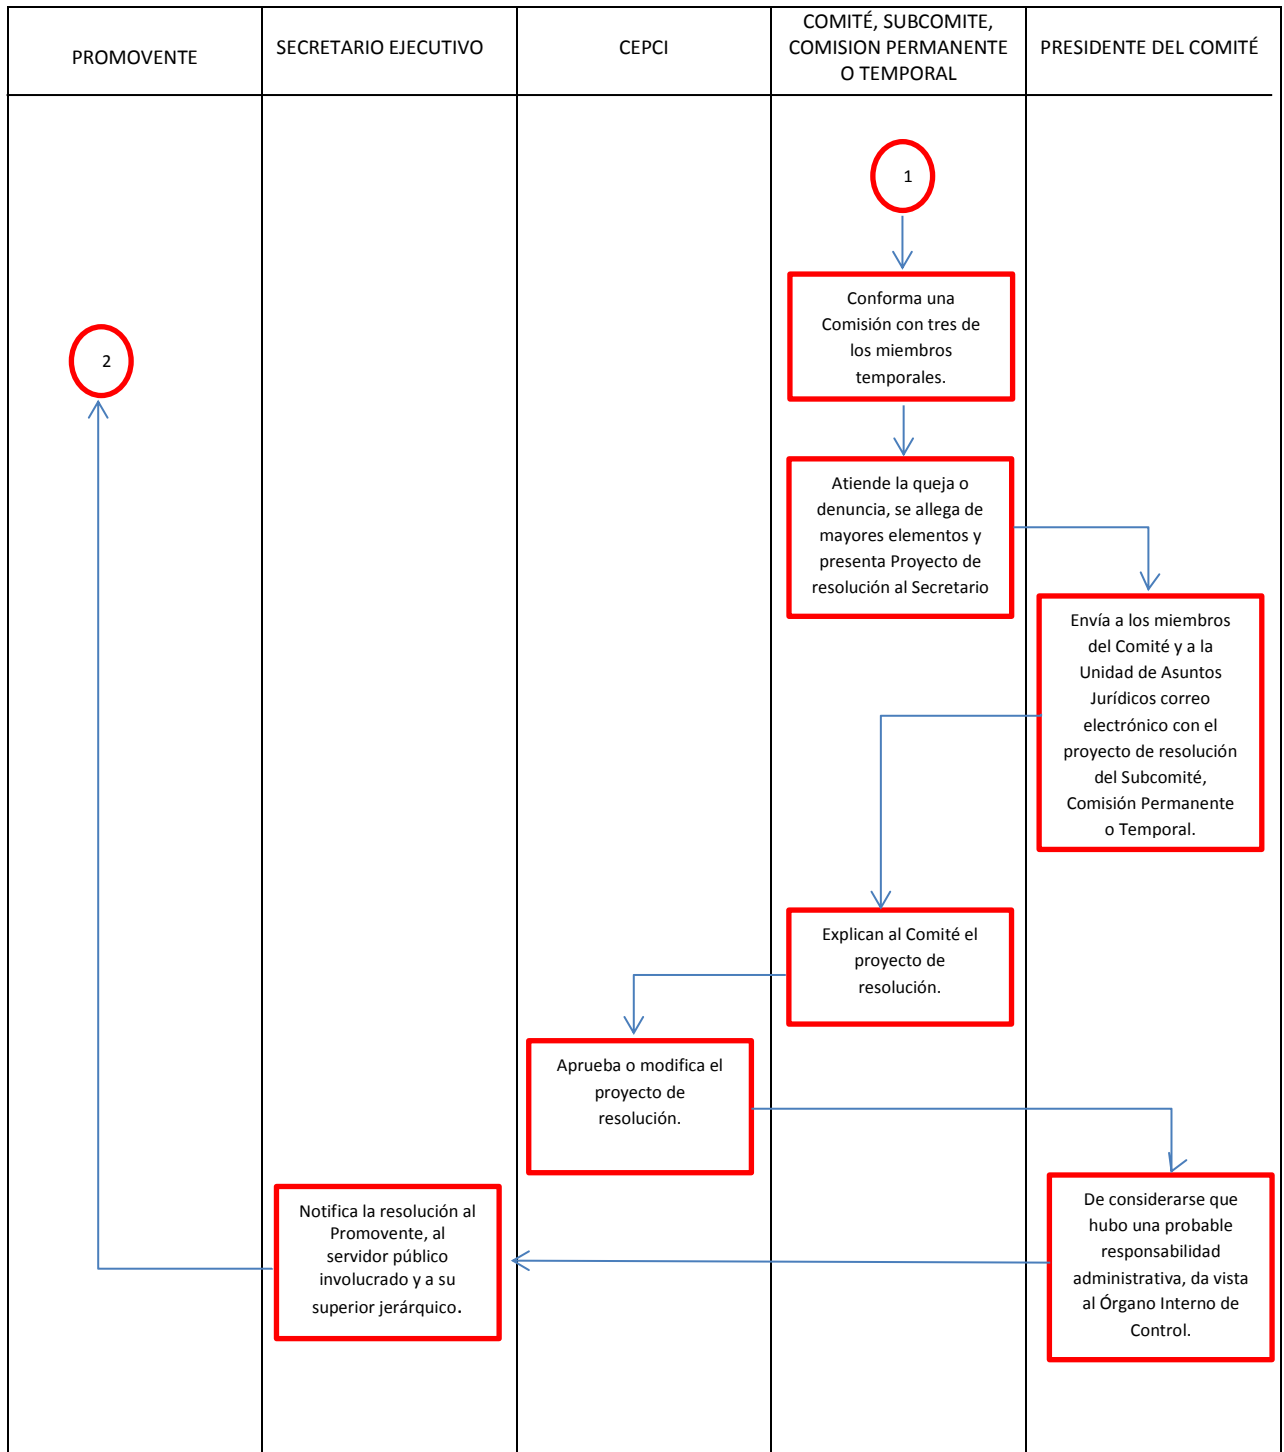 PROMOVENTE
SECRETARIO EJECUTIVO
CEPCI
COMITÉ, SUBCOMITE,
COMISION PERMANENTE
O TEMPORAL
PRESIDENTE DEL COMITÉ
1
Conforma una
Comisión con tres de
los miembros
temporales.
2
Atiende la queja o
denuncia, se allega de
mayores elementos y
presenta Proyecto de
resolución al Secretario
Envía a los miembros
del Comité y a la
Unidad de Asuntos
Jurídicos correo
electrónico con el
proyecto de resolución
del Subcomité,
Comisión Permanente
o Temporal.
Explican al Comité el
proyecto de
resolución.
Aprueba o modifica el
proyecto de
resolución.
De considerarse que
hubo una probable
responsabilidad
administrativa, da vista
al Órgano Interno de
Control.
Notifica la resolución al
Promovente, al
servidor público
involucrado y a su
superior jerárquico.